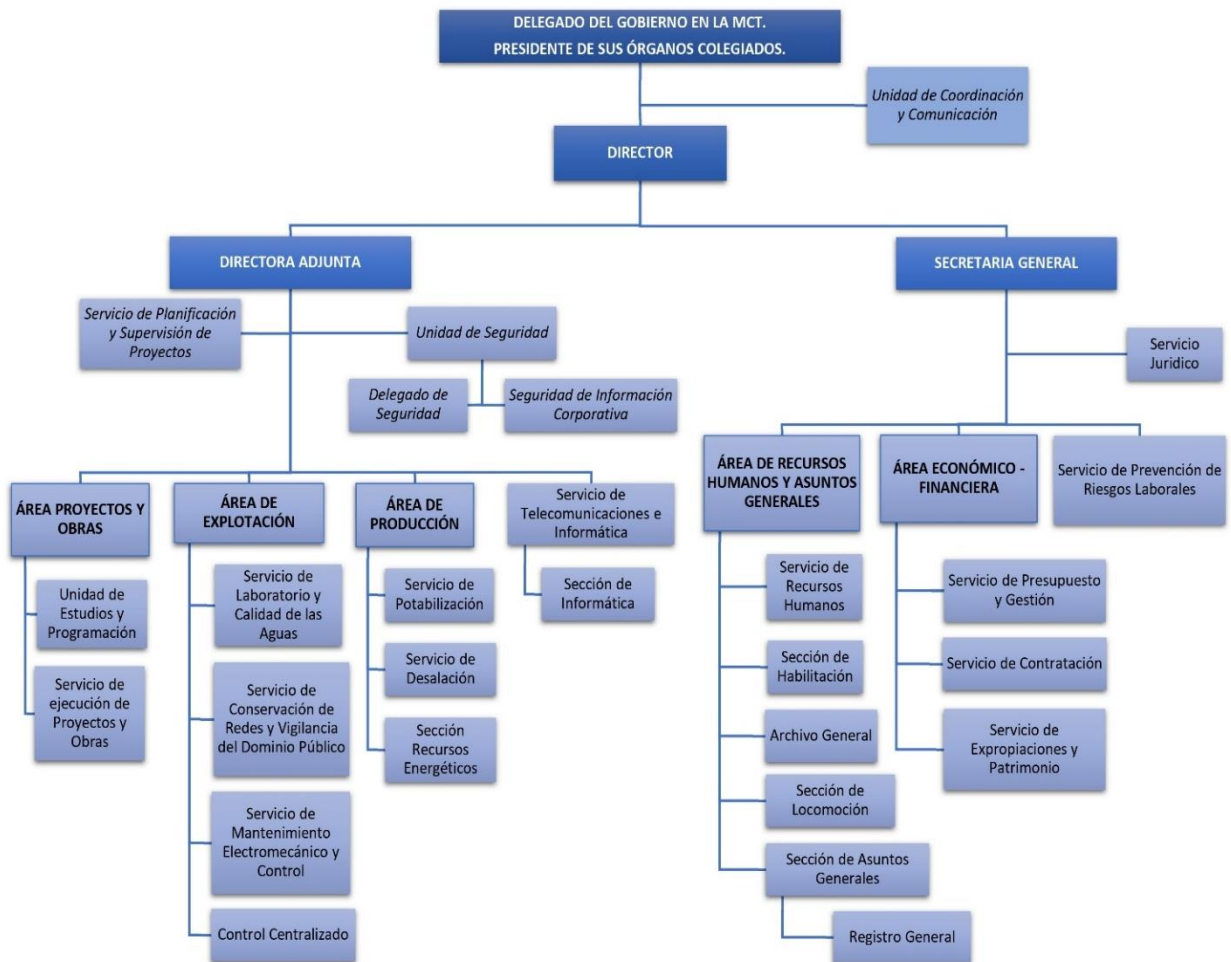 DELEGADO DEL GOBIERNO EN LA MCT.
PRESIDENTE DE SUS ÓRGANOS COLEGIADOS.
Unidad de Coordinación
y Comunicación
DIRECTOR
DIRECTORA ADJUNTA
SECRETARIA GENERAL
Servicio de Planificación
y Supervisión de
Proyectos
Unidad de Seguridad
Delegado de
Seguridad
Seguridad de Información
Corporativa
Servicio
Juridico
ÁREA PROYECTOS Y
OBRAS
Unidad de
Estudios y
Programación
Servicio de
ejecución de
Proyectos y
Obras
ÁREA DE
EXPLOTACIÓN
Servicio de
Laboratorio y
Calidad de las
Aguas
Servicio de
Conservación de
Redes y Vigilancia
del Dominio Público
Servicio de
Mantenimiento
Electromecánico y
Control
Control Centralizado
ÁREA DE
PRODUCCIÓN
Servicio de
Potabilización
Servicio de
Desalación
Sección
Recursos
Energéticos
Servicio de
Telecomunicaciones e
Informática
Sección de
Informática
ÁREA DE RECURSOS
HUMANOS Y ASUNTOS
GENERALES
Servicio de
Recursos
Humanos
Sección de
Habilitación
Archivo General
Sección de
Locomoción
Sección de Asuntos
Generales
Registro General
ÁREA ECONÓMICO -
FINANCIERA
Servicio de Presupuesto
y Gestión
Servicio de Contratación
Servicio de
Expropiaciones y
Patrimonio
Servicio de Prevención de
Riesgos Laborales